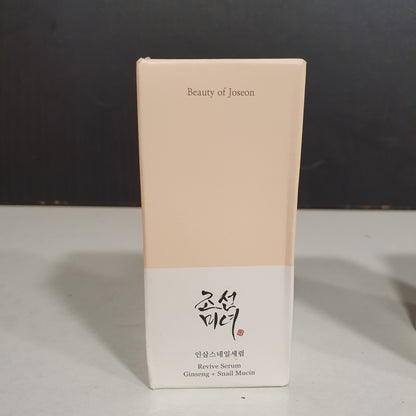 Beauty of Joseon
조선
미녀
인삼스네일세럼
Revive Serum
Ginseng + Snail Mucin